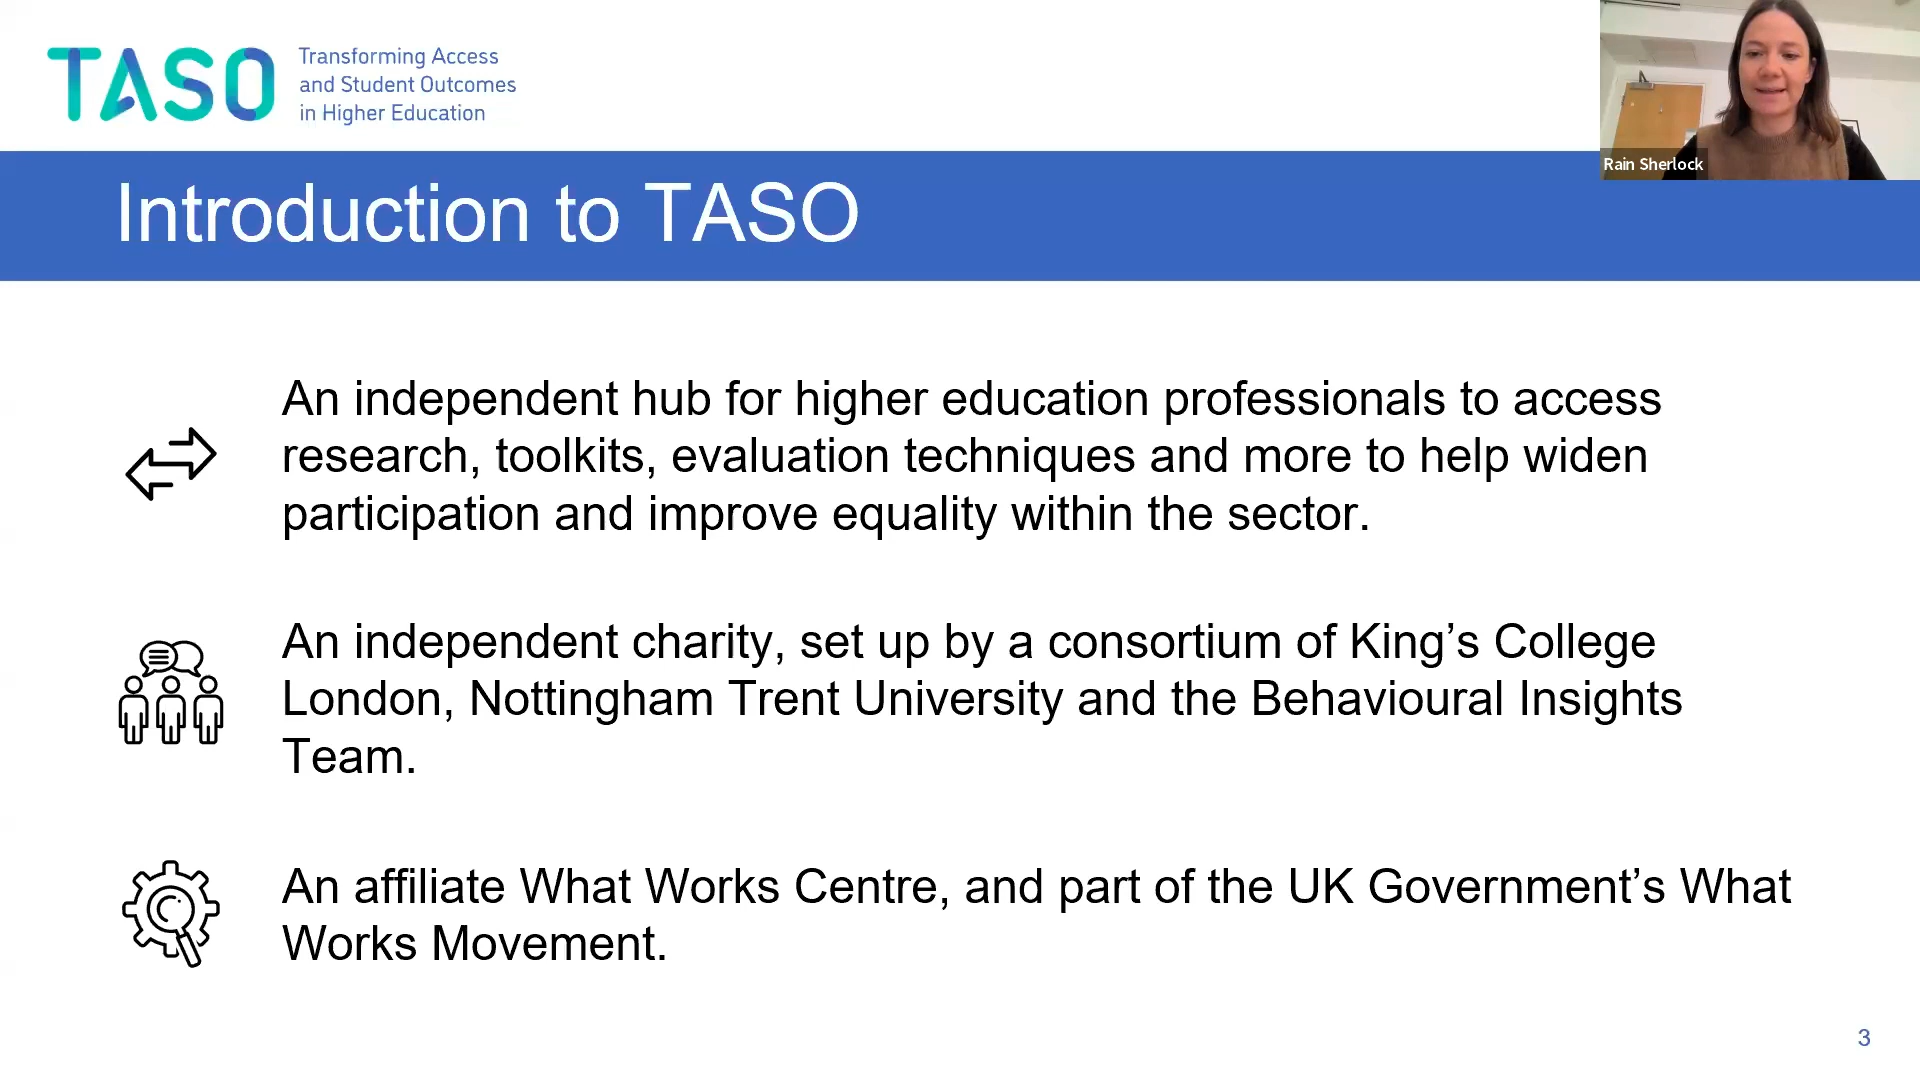 TASO
Transforming Access
and Student Outcomes
in Higher Education
Rain Sherlock
Introduction to TASO
An independent hub for higher education professionals to access
research, toolkits, evaluation techniques and more to help widen
participation and improve equality within the sector.
An independent charity, set up by a consortium of King’s College
London, Nottingham Trent University and the Behavioural Insights
Team.
An affiliate What Works Centre, and part of the UK Government’s What
Works Movement.
3